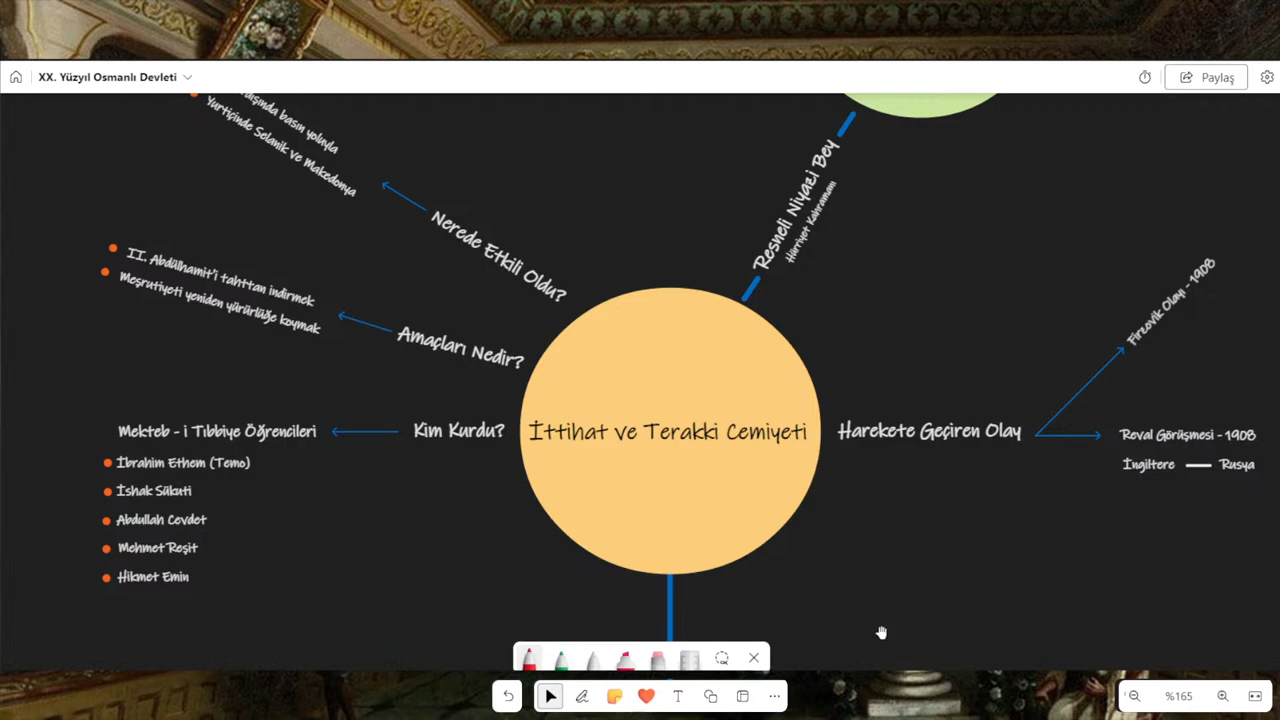 XX. Yüzyıl Osmanlı Devleti
Paylaş
basın yoluyla
Yurtiçinde Selanik ve Makedonya
Nerede Etkili Oldu?
II. Abdülhamit'i tahttan indirmek
Meşrutiyeti yeniden yürürlüğe koymak
Amaçları Nedir?
Resneli Niyazi Bey
Hürriyet Kahramanı
Mekteb - i Tıbbiye Öğrencileri
Kim Kurdu?
İbrahim Ethem (Temo)
İshak Sükuti
Abdullah Cevdet
Mehmet Reşit
Hikmet Emin
İttihat ve Terakki Cemiyeti
Harekete Geçiren Olay
Firzovik Olayı - 1908
Reval Görüşmesi - 1908
İngiltere — Rusya
%165